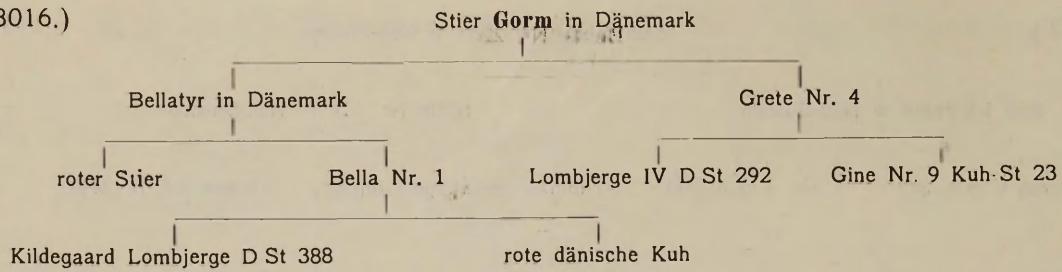 3016.)
Stier Gorm in Dänemark
Bellatyr in Dänemark Grete Nr. 4
roter Stier Bella Nr. 1 Lombjerge IV D St 292 Gine Nr. 9 Kuh-St 23
Kildegaard Lombjerge D St 388 rote dänische Kuh